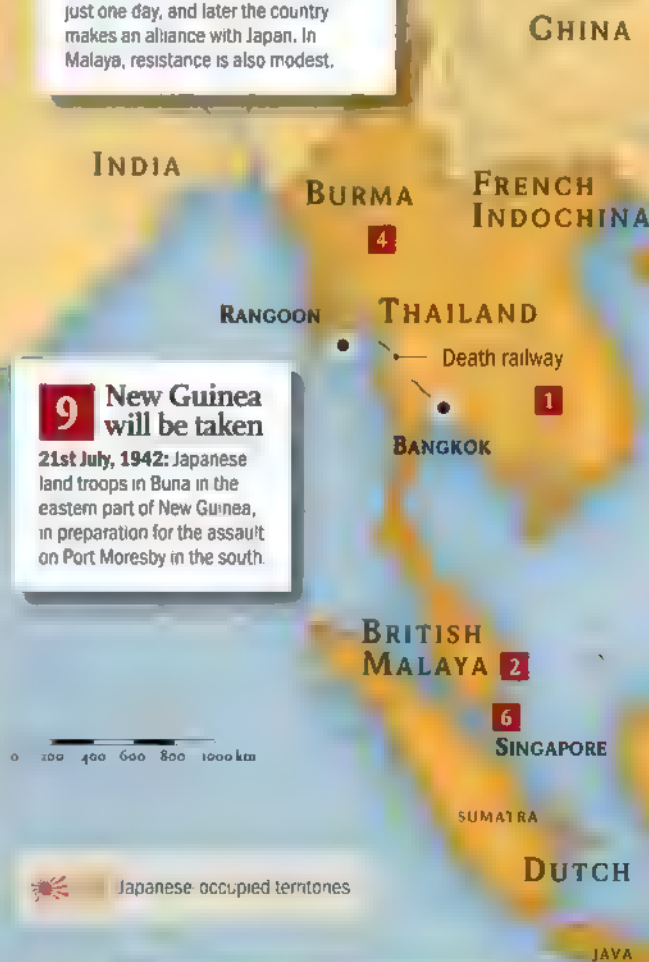 just one day, and later the country
makes an alliance with Japan. In
Malaya, resistance is also modest.
CHINA
INDIA
BURMA
FRENCH
INDOCHINA
4
RANGOON
THAILAND
Death railway
1
BANGKOK
9
New Guinea
will be taken
21st July, 1942: Japanese
land troops in Buna in the
eastern part of New Guinea,
in preparation for the assault
on Port Moresby in the south.
BRITISH
MALAYA 2
6
SINGAPORE
0 200 400 600 800 1000 km
SUMATRA
DUTCH
Japanese-occupied territories
JAVA